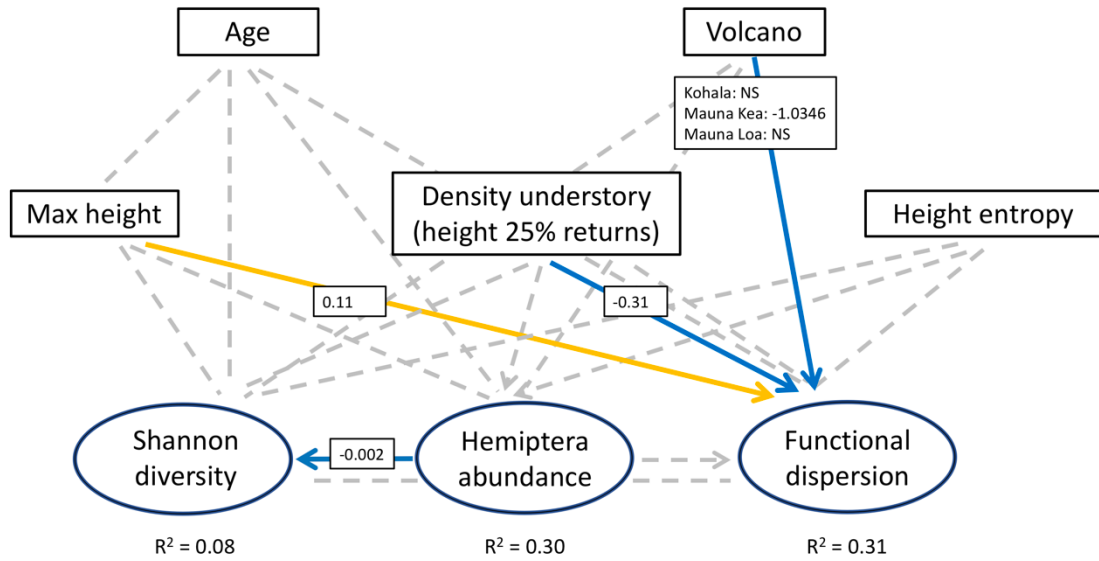 Age
Volcano
Kohala: NS
Mauna Kea: -1.0346
Mauna Loa: NS
Max height
Density understory
(height 25% returns)
Height entropy
0.11
-0.31
Shannon
diversity
-0.002
Hemiptera
abundance
Functional
dispersion
R² = 0.08
R² = 0.30
R² = 0.31